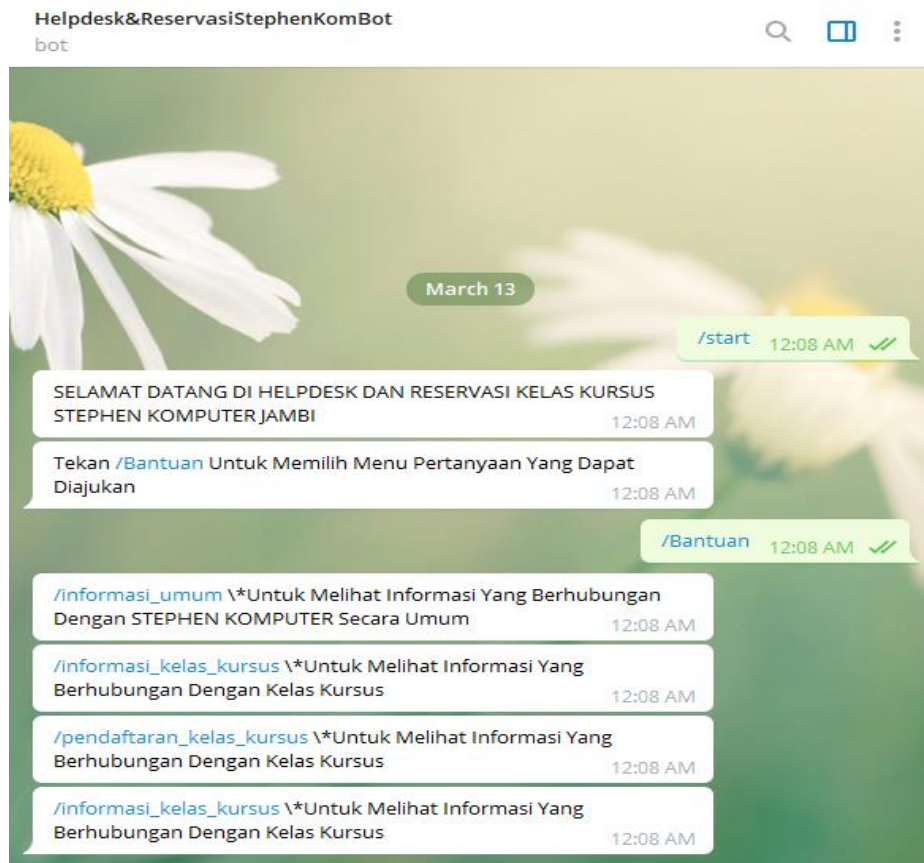 Helpdesk&ReservasiStephenKomBot
bot
March 13
/start 12:08 AM
SELAMAT DATANG DI HELPDESK DAN RESERVASI KELAS KURSUS
STEPHEN KOMPUTER JAMBI
12:08 AM
Tekan /Bantuan Untuk Memilih Menu Pertanyaan Yang Dapat
Diajukan
12:08 AM
/Bantuan 12:08 AM
/informasi_umum \*Untuk Melihat Informasi Yang Berhubungan
Dengan STEPHEN KOMPUTER Secara Umum
12:08 AM
/informasi_kelas_kursus \*Untuk Melihat Informasi Yang
Berhubungan Dengan Kelas Kursus
12:08 AM
/pendaftaran_kelas_kursus \*Untuk Melihat Informasi Yang
Berhubungan Dengan Kelas Kursus
12:08 AM
/informasi_kelas_kursus \*Untuk Melihat Informasi Yang
Berhubungan Dengan Kelas Kursus
12:08 AM